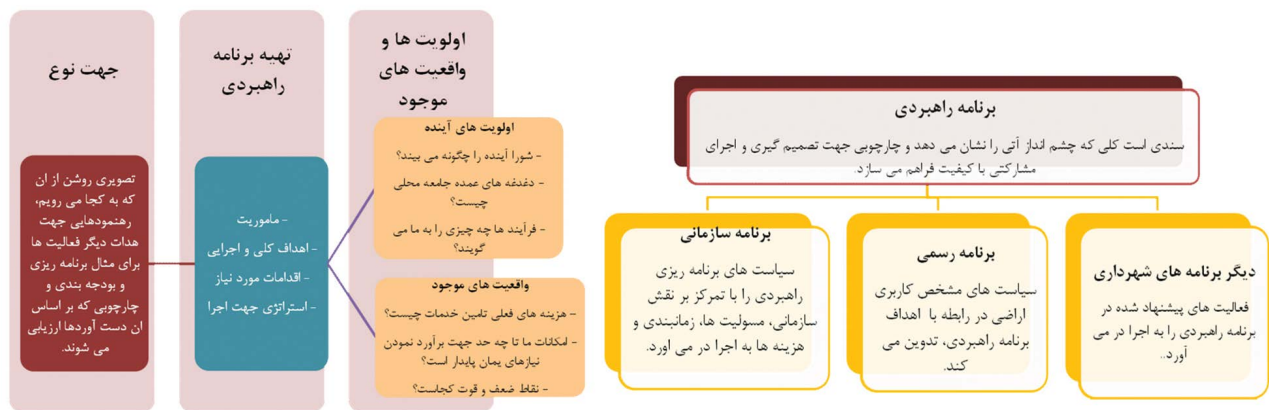 اولویت ها و
واقعیت های
موجود
اولویت های آینده
- شورا آینده را چگونه می بیند؟
- دغدغه های عمده جامعه محلی
چیست؟
- فرآیند ها چه چیزی را به ما می
گویند؟
واقعیت های موجود
- هزینه های فعلی تامین خدمات چیست؟
- امکانات ما تا چه حد جهت برآورد نمودن
نیازهای یمان پایدار است؟
- نقاط ضعف و قوت کجاست؟
تهیه برنامه
راهبردی
- ماموریت
- اهداف کلی و اجرایی
- اقدامات مورد نیاز
- استراتژی جهت اجرا
جهت نوع
تصویری روشن از ان
که به کجا می رویم،
رهنمودهایی جهت
هدات دیگر فعالیت ها
برای مثال برنامه ریزی
و بودجه بندی و
چارچوبی که بر اساس
ان دست آوردها ارزیابی
می شوند.
برنامه راهبردی
سندی است کلی که چشم انداز آتی را نشان می دهد و چارچوبی جهت تصمیم گیری و اجرای
مشارکتی با کیفیت فراهم می سازد.
دیگر برنامه های شهرداری
فعالیت های پیشنهاد شده در
برنامه راهبردی را به اجرا در می
آورد..
برنامه رسمی
سیاست های مشخص کاربری
اراضی در رابطه با اهداف
برنامه راهبردی، تدوین می
کند.
برنامه سازمانی
سیاست های برنامه ریزی
راهبردی را با تمرکز بر نقش
سازمانی، مسولیت ها، زمانبندی و
هزینه ها به اجرا در می اورد.